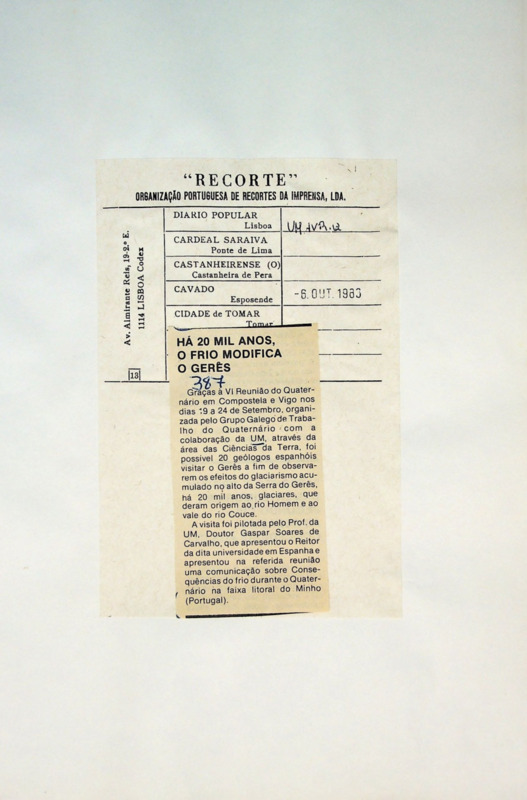 “RECORTE”
ORGANIZAÇÃO PORTUGUESA DE RECORTES DA IMPRENSA, LDA.
Av. Almirante Reis, 19-2.º E.
1114 LISBOA Codex
13
DIARIO POPULAR
Lisboa
CARDEAL SARAIVA
Ponte de Lima
CASTANHEIRENSE (O)
Castanheira de Pera
CAVADO
Esposende
-6. OUT. 1983
CIDADE de TOMAR
Tomar
HÁ 20 MIL ANOS,
O FRIO MODIFICA
O GERÊS
387
Graças à VI Reunião do Quater-
nário em Compostela e Vigo nos
dias 19 a 24 de Setembro, organi-
zada pelo Grupo Galego de Traba-
lho do Quaternário com a
colaboração da UM, através da
área das Ciências da Terra, foi
possivel 20 geólogos espanhóis
visitar o Gerês a fim de observa-
rem os efeitos do glaciarismo acu-
mulado no alto da Serra do Gerês,
há 20 mil anos, glaciares, que
deram origem ao rio Homem e ao
vale do rio Couce.
A visita foi pilotada pelo Prof. da
UM, Doutor Gaspar Soares de
Carvalho, que apresentou o Reitor
da dita universidade em Espanha e
apresentou na referida reunião
uma comunicação sobre Conse-
quências do frio durante o Quater-
nário na faixa litoral do Minho
(Portugal).